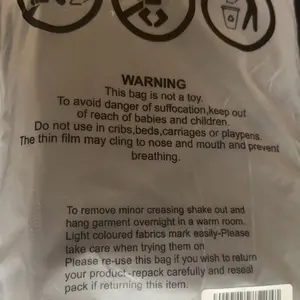 WARNING
This bag is not a toy.
To avoid danger of suffocation,keep out
of reach of babies and children.
Do not use in cribs,beds,carriages or playpens.
The thin film may cling to nose and mouth and prevent
breathing.
To remove minor creasing shake out and
hang garment overnight in a warm room.
Light coloured fabrics mark easily-Please
take care when trying them on
Please re-use this bag if you wish to return
your product-repack carefully and reseal
pack if returning this item.